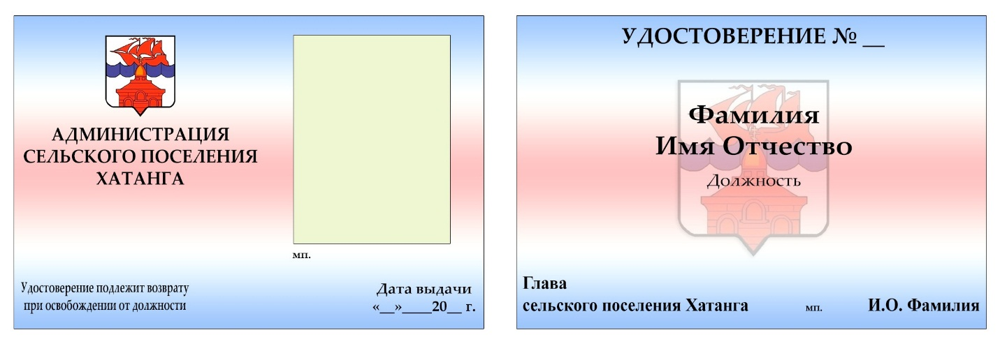 АДМИНИСТРАЦИЯ
СЕЛЬСКОГО ПОСЕЛЕНИЯ
ХАТАНГА
мп.
Удостоверение подлежит возврату
при освобождении от должности
Дата выдачи
«__»____20__ г.
УДОСТОВЕРЕНИЕ № __
Фамилия
Имя Отчество
Должность
Глава
сельского поселения Хатанга мп. И.О. Фамилия